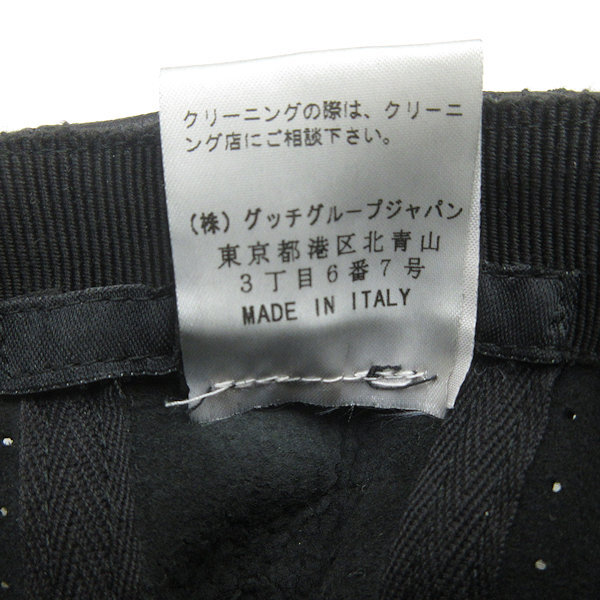 クリーニングの際は、クリーニ
ング店にご相談下さい。
(株) グッチグループジャパン
東京都港区北青山
3丁目6番7号
MADE IN ITALY